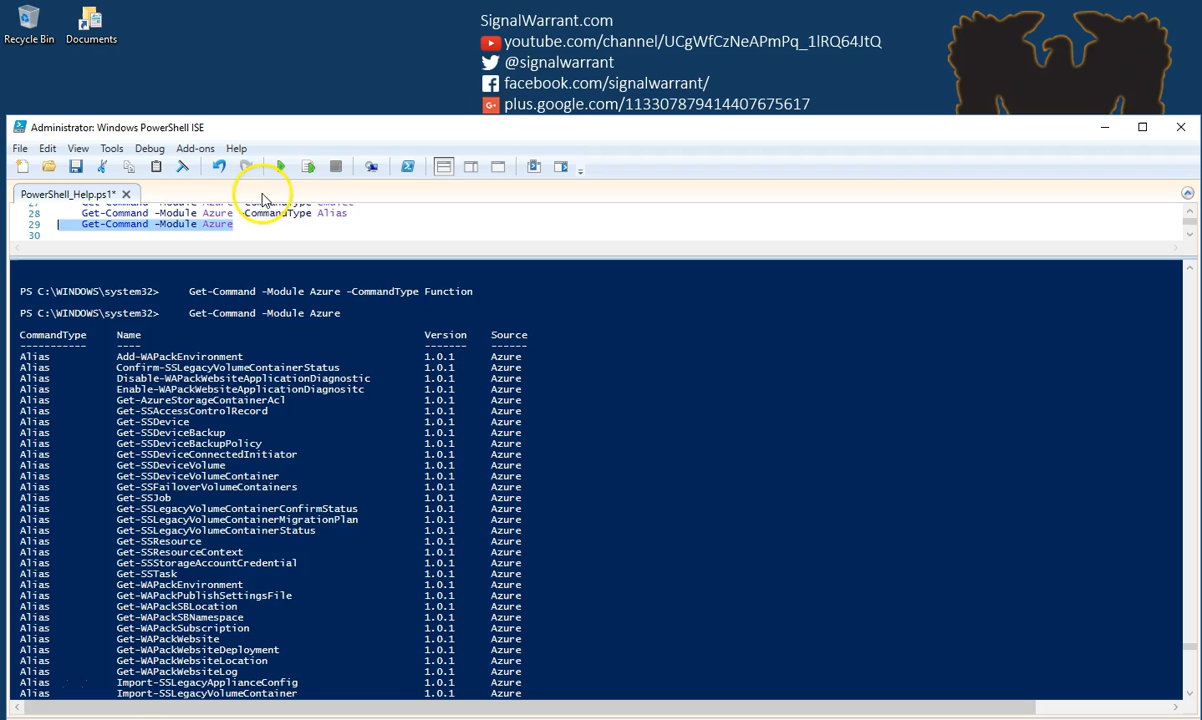 SignalWarrant.com
youtube.com/channel/UCgWfCzNeAPmPq_1lRQ64JtQ
@signalwarrant
facebook.com/signalwarrant/
plus.google.com/113307879414407675617
Recycle Bin
Documents
Administrator: Windows PowerShell ISE
File Edit View Tools Debug Add-ons Help
PowerShell_Help.ps1*
27 Get-Command -Module Azure -CommandType Cmdlet
28 Get-Command -Module Azure -CommandType Alias
29 Get-Command -Module Azure
30
PS C:\WINDOWS\system32> Get-Command -Module Azure -CommandType Function
PS C:\WINDOWS\system32> Get-Command -Module Azure
CommandType Name Version Source
----------- ---- ------- ------
Alias Add-WAPackEnvironment 1.0.1 Azure
Alias Confirm-SSLegacyVolumeContainerStatus 1.0.1 Azure
Alias Disable-WAPackWebsiteApplicationDiagnostic 1.0.1 Azure
Alias Enable-WAPackWebsiteApplicationDiagnositc 1.0.1 Azure
Alias Get-AzureStorageContainerAcl 1.0.1 Azure
Alias Get-SSAccessControlRecord 1.0.1 Azure
Alias Get-SSDevice 1.0.1 Azure
Alias Get-SSDeviceBackup 1.0.1 Azure
Alias Get-SSDeviceBackupPolicy 1.0.1 Azure
Alias Get-SSDeviceConnectedInitiator 1.0.1 Azure
Alias Get-SSDeviceVolume 1.0.1 Azure
Alias Get-SSDeviceVolumeContainer 1.0.1 Azure
Alias Get-SSFailoverVolumeContainers 1.0.1 Azure
Alias Get-SSJob 1.0.1 Azure
Alias Get-SSLegacyVolumeContainerConfirmStatus 1.0.1 Azure
Alias Get-SSLegacyVolumeContainerMigrationPlan 1.0.1 Azure
Alias Get-SSLegacyVolumeContainerStatus 1.0.1 Azure
Alias Get-SSResource 1.0.1 Azure
Alias Get-SSResourceContext 1.0.1 Azure
Alias Get-SSStorageAccountCredential 1.0.1 Azure
Alias Get-SSTask 1.0.1 Azure
Alias Get-WAPackEnvironment 1.0.1 Azure
Alias Get-WAPackPublishSettingsFile 1.0.1 Azure
Alias Get-WAPackSBLocation 1.0.1 Azure
Alias Get-WAPackSBNamespace 1.0.1 Azure
Alias Get-WAPackSubscription 1.0.1 Azure
Alias Get-WAPackWebsite 1.0.1 Azure
Alias Get-WAPackWebsiteDeployment 1.0.1 Azure
Alias Get-WAPackWebsiteLocation 1.0.1 Azure
Alias Get-WAPackWebsiteLog 1.0.1 Azure
Alias Import-SSLegacyApplianceConfig 1.0.1 Azure
Alias Import-SSLegacyVolumeContainer 1.0.1 Azure